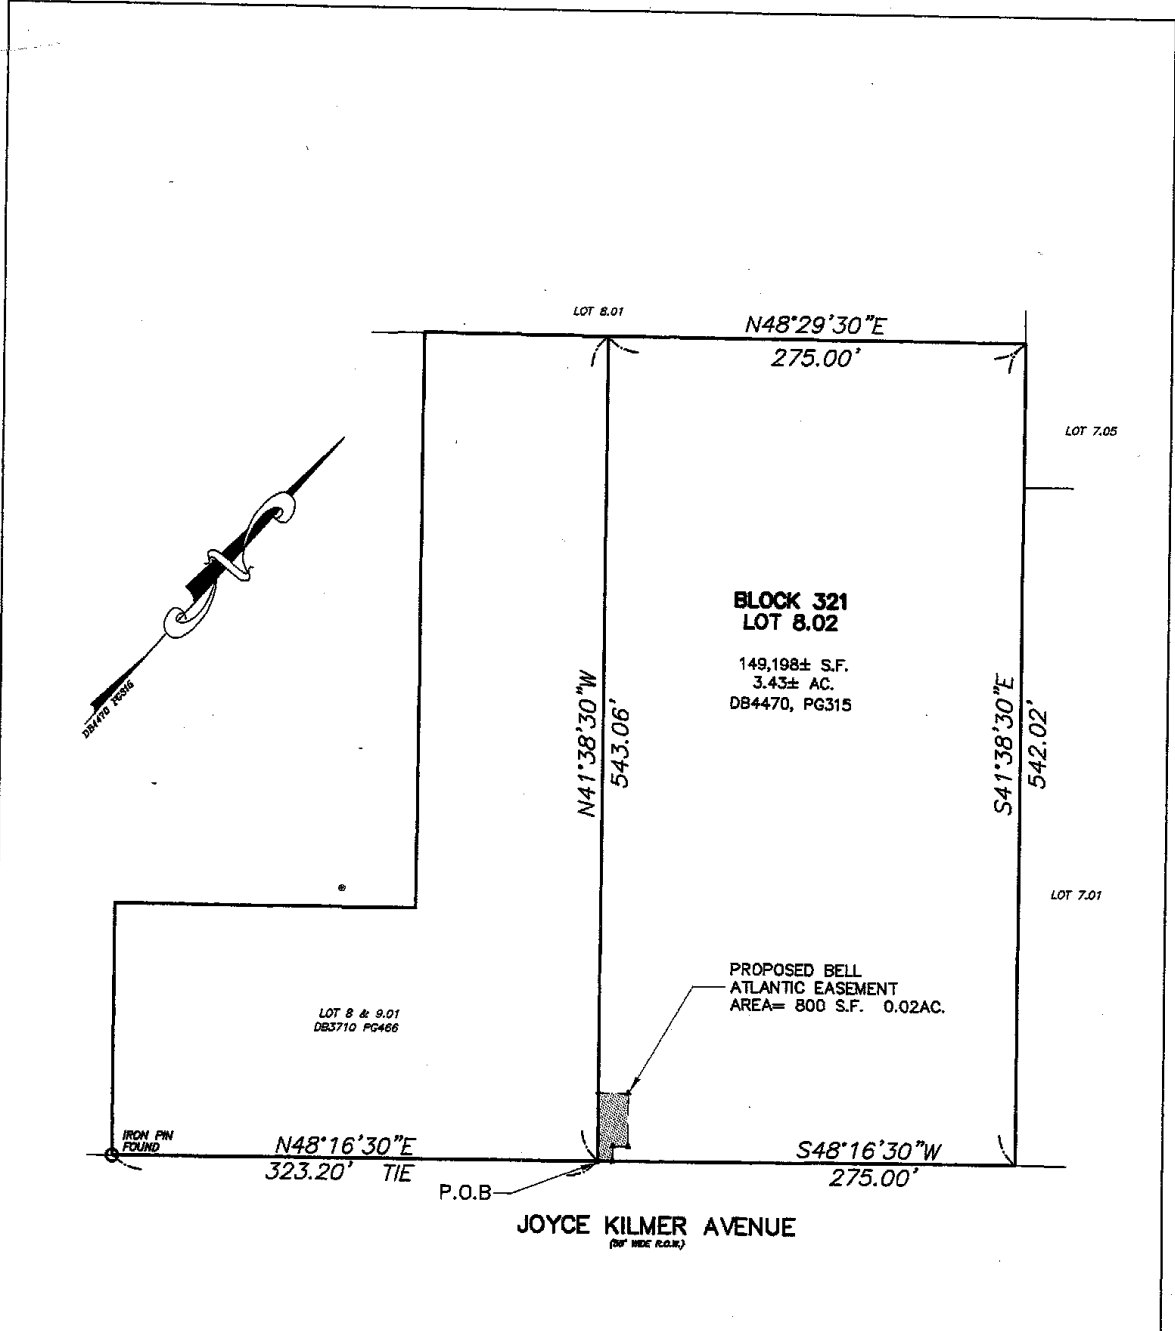 LOT 8.01
N48°29'30"E
275.00'
LOT 7.05
BLOCK 321
LOT 8.02
149,198± S.F.
3.43± AC.
DB4470, PG315
N41°38'30"W
543.06'
S41°38'30"E
542.02'
DB4470
LOT 7.01
PROPOSED BELL
ATLANTIC EASEMENT
AREA= 800 S.F. 0.02AC.
LOT 8 & 9.01
DB3710 PG466
IRON PIN
FOUND
N48°16'30"E
323.20' TIE
S48°16'30"W
275.00'
P.O.B
JOYCE KILMER AVENUE
WIDE R.O.W.)